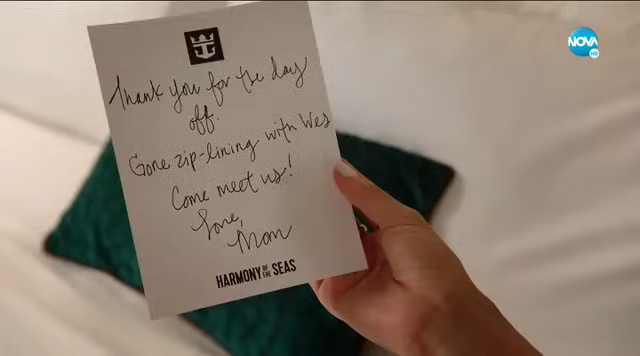 Thank you for the day
off.
Gone zip-lining with Wes
Come meet us!
Love,
Mom
HARMONY OF THE SEAS
NOVA
HD